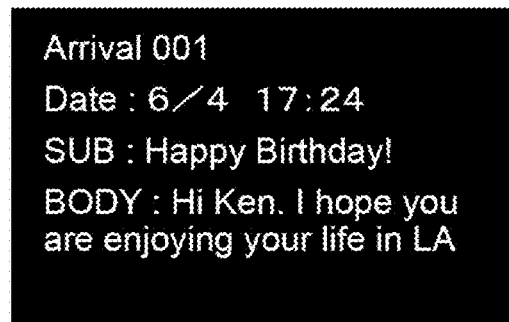 Arrival 001
Date : 6／4 17:24
SUB : Happy Birthday!
BODY : Hi Ken. I hope you
are enjoying your life in LA